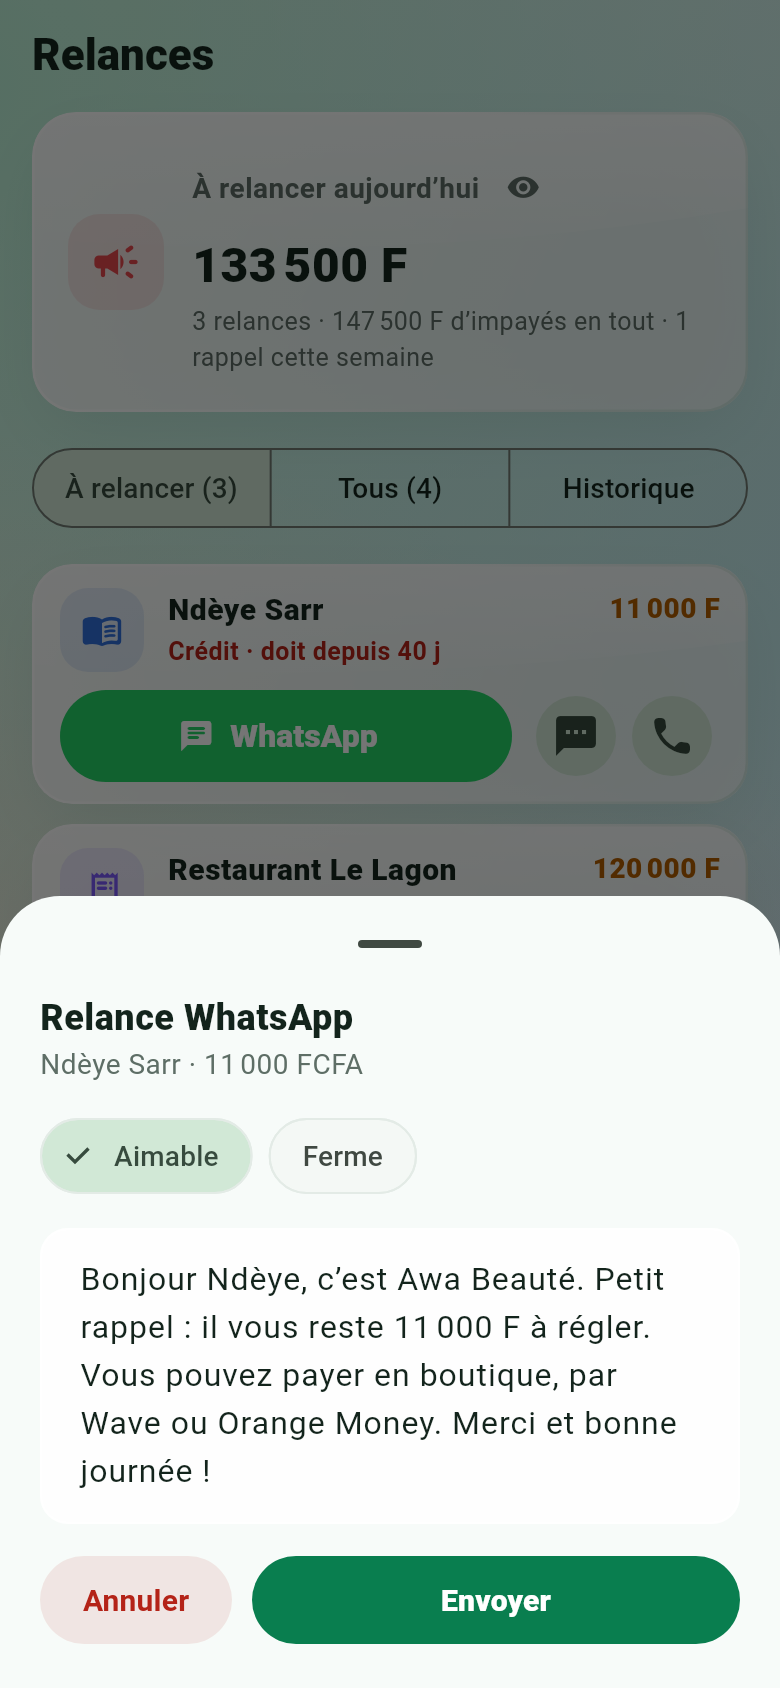 Relances
À relancer aujourd’hui
133 500 F
3 relances · 147 500 F d’impayés en tout · 1
rappel cette semaine
À relancer (3)
Tous (4)
Historique
Ndèye Sarr
11 000 F
Crédit · doit depuis 40 j
WhatsApp
Restaurant Le Lagon
120 000 F
Relance WhatsApp
Ndèye Sarr · 11 000 FCFA
Aimable
Ferme
Bonjour Ndèye, c’est Awa Beauté. Petit
rappel : il vous reste 11 000 F à régler.
Vous pouvez payer en boutique, par
Wave ou Orange Money. Merci et bonne
journée !
Annuler
Envoyer